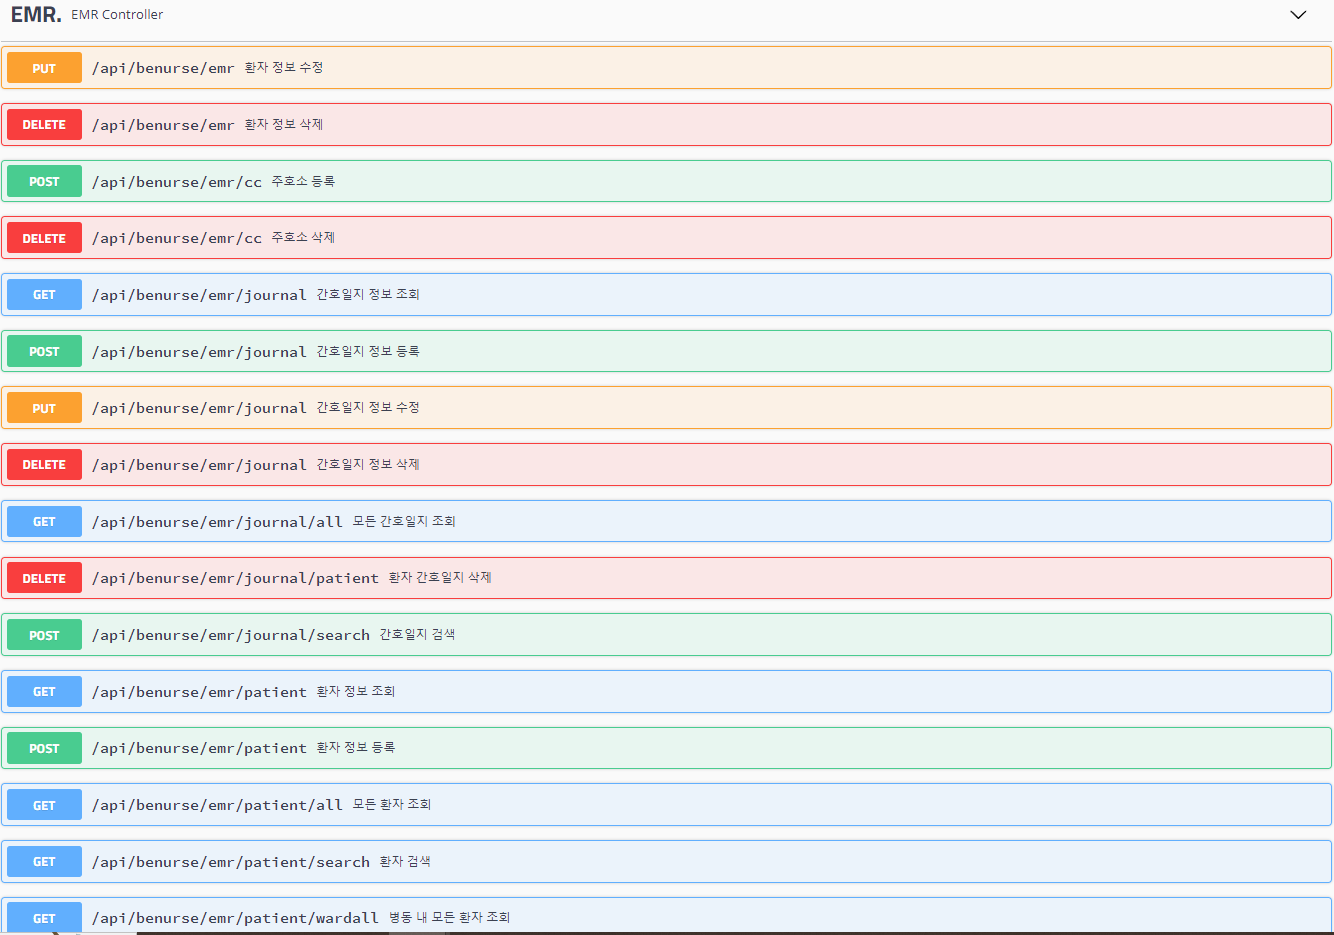 EMR. EMR Controller
PUT /api/benurse/emr 환자 정보 수정
DELETE /api/benurse/emr 환자 정보 삭제
POST /api/benurse/emr/cc 주호소 등록
DELETE /api/benurse/emr/cc 주호소 삭제
GET /api/benurse/emr/journal 간호일지 정보 조회
POST /api/benurse/emr/journal 간호일지 정보 등록
PUT /api/benurse/emr/journal 간호일지 정보 수정
DELETE /api/benurse/emr/journal 간호일지 정보 삭제
GET /api/benurse/emr/journal/all 모든 간호일지 조회
DELETE /api/benurse/emr/journal/patient 환자 간호일지 삭제
POST /api/benurse/emr/journal/search 간호일지 검색
GET /api/benurse/emr/patient 환자 정보 조회
POST /api/benurse/emr/patient 환자 정보 등록
GET /api/benurse/emr/patient/all 모든 환자 조회
GET /api/benurse/emr/patient/search 환자 검색
GET /api/benurse/emr/patient/wardall 병동 내 모든 환자 조회